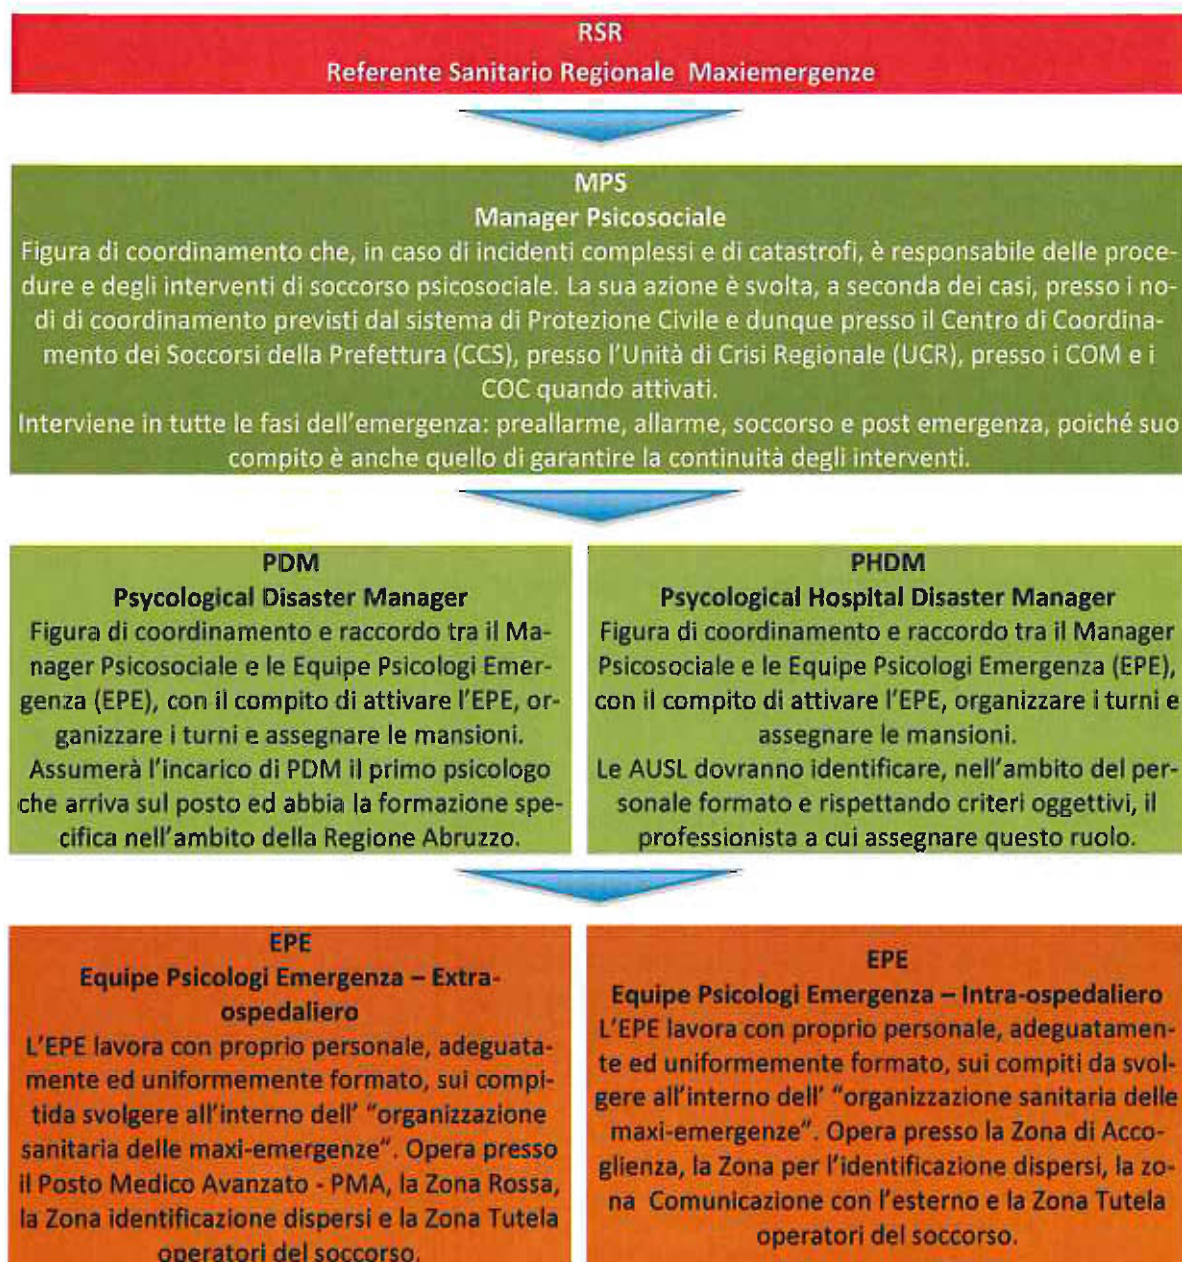 RSR
Referente Sanitario Regionale  Maxiemergenze
MPS
Manager Psicosociale
Figura di coordinamento che, in caso di incidenti complessi e di catastrofi, è responsabile delle proce-
dure e degli interventi di soccorso psicosociale. La sua azione è svolta, a seconda dei casi, presso i no-
di di coordinamento previsti dal sistema di Protezione Civile e dunque presso il Centro di Coordina-
mento dei Soccorsi della Prefettura (CCS), presso l'Unità di Crisi Regionale (UCR), presso i COM e i
COC quando attivati.
Interviene in tutte le fasi dell'emergenza: preallarme, allarme, soccorso e post emergenza, poiché suo
compito è anche quello di garantire la continuità degli interventi.
PDM
Psycological Disaster Manager
Figura di coordinamento e raccordo tra il Ma-
nager Psicosociale e le Equipe Psicologi Emer-
genza (EPE), con il compito di attivare l'EPE, or-
ganizzare i turni e assegnare le mansioni.
Assumerà l'incarico di PDM il primo psicologo
che arriva sul posto ed abbia la formazione spe-
cifica nell'ambito della Regione Abruzzo.
PHDM
Psycological Hospital Disaster Manager
Figura di coordinamento e raccordo tra il Manager
Psicosociale e le Equipe Psicologi Emergenza (EPE),
con il compito di attivare l'EPE, organizzare i turni e
assegnare le mansioni.
Le AUSL dovranno identificare, nell'ambito del per-
sonale formato e rispettando criteri oggettivi, il
professionista a cui assegnare questo ruolo.
EPE
Equipe Psicologi Emergenza – Extra-
ospedaliero
L'EPE lavora con proprio personale, adeguata-
mente ed uniformemente formato, sui compi-
tida svolgere all'interno dell' "organizzazione
sanitaria delle maxi-emergenze". Opera presso
il Posto Medico Avanzato - PMA, la Zona Rossa,
la Zona identificazione dispersi e la Zona Tutela
operatori del soccorso.
EPE
Equipe Psicologi Emergenza – Intra-ospedaliero
L'EPE lavora con proprio personale, adeguatamen-
te ed uniformemente formato, sui compiti da svol-
gere all'interno dell' "organizzazione sanitaria delle
maxi-emergenze". Opera presso la Zona di Acco-
glienza, la Zona per l'identificazione dispersi, la zo-
na  Comunicazione con l'esterno e la Zona Tutela
operatori del soccorso.